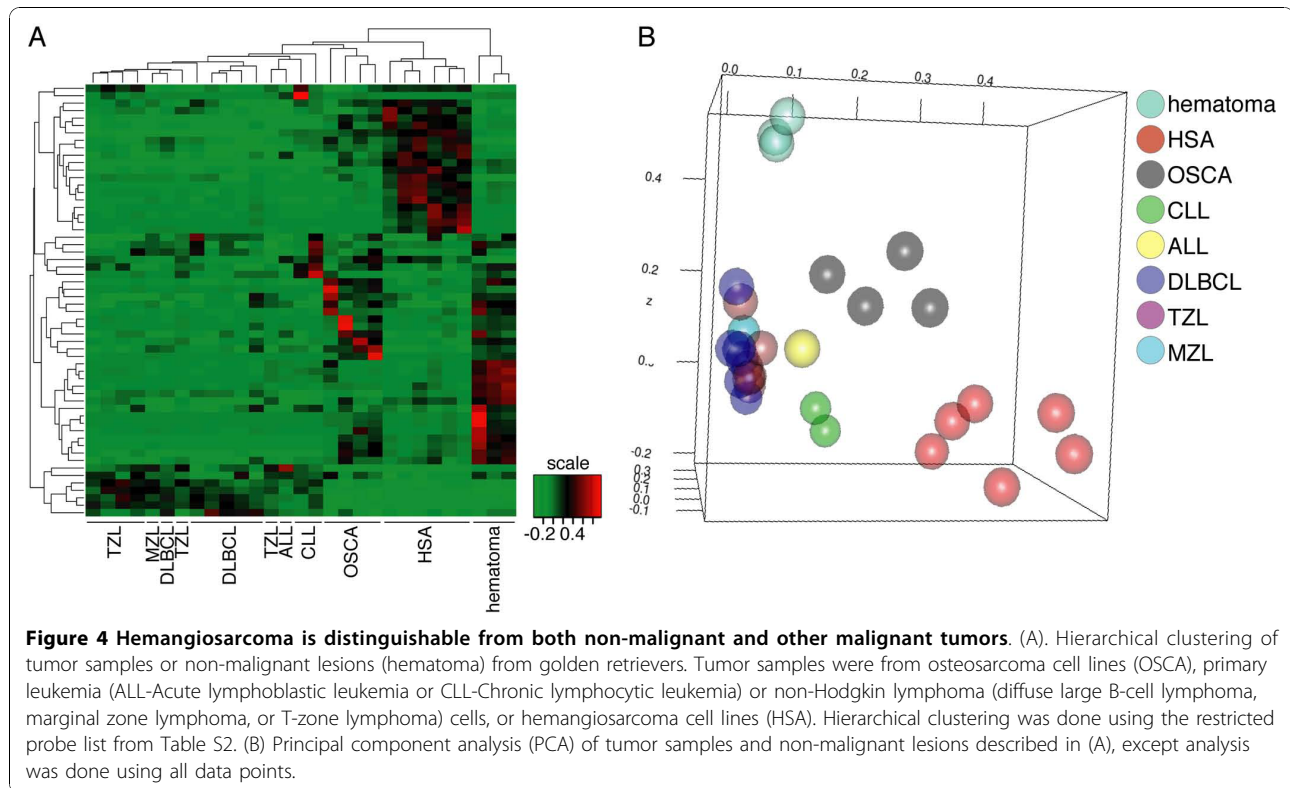 A
B
0.0 0.1 0.2 0.3 0.4
0.4
0.2
z
0.
-0.2
0.3
0.2
0.1
0.0
-0.1
hematoma
HSA
OSCA
CLL
ALL
DLBCL
TZL
MZL
scale
-0.2 0.4
TZL
MZL
DLBCL
TZL
DLBCL
TZL
ALL
CLL
OSCA
HSA
hematoma
Figure 4 Hemangiosarcoma is distinguishable from both non-malignant and other malignant tumors. (A). Hierarchical clustering of
tumor samples or non-malignant lesions (hematoma) from golden retrievers. Tumor samples were from osteosarcoma cell lines (OSCA), primary
leukemia (ALL-Acute lymphoblastic leukemia or CLL-Chronic lymphocytic leukemia) or non-Hodgkin lymphoma (diffuse large B-cell lymphoma,
marginal zone lymphoma, or T-zone lymphoma) cells, or hemangiosarcoma cell lines (HSA). Hierarchical clustering was done using the restricted
probe list from Table S2. (B) Principal component analysis (PCA) of tumor samples and non-malignant lesions described in (A), except analysis
was done using all data points.